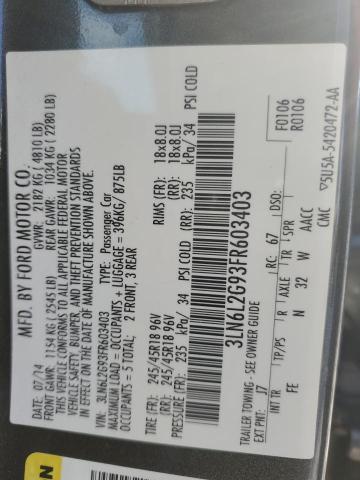 MFD. BY FORD MOTOR CO.
DATE: 07/14 GVWR: 2182 KG ( 4810 LB)
FRONT GAWR: 1154 KG ( 2545 LB) REAR GAWR: 1034 KG ( 2280 LB)
THIS VEHICLE CONFORMS TO ALL APPLICABLE FEDERAL MOTOR
VEHICLE SAFETY, BUMPER, AND THEFT PREVENTION STANDARDS
IN EFFECT ON THE DATE OF MANUFACTURE SHOWN ABOVE.
VIN: 3LN6L2G93FR603403 TYPE: Passenger Car
MAXIMUM LOAD = OCCUPANTS + LUGGAGE = 396KG/ 875LB
OCCUPANTS = 5 TOTAL: 2 FRONT, 3 REAR
TIRE (FR): 245/45R18 96V RIMS (FR): 18x8.0J
(RR): 245/45R18 96V (RR): 18x8.0J
COLD (FR): 235 kPa/ 34 PSI COLD (RR): 235 kPa/ 34 PSI COLD
3LN6L2G93FR603403
TRAILER TOWING - SEE OWNER GUIDE F0106
EXT PNT: J7 RC: 67 DSO: R0106
INT TR TP/PS R AXLE TR SPR
FE N 32 W AACC
CMC ▽5U5A-5420472-AA
N